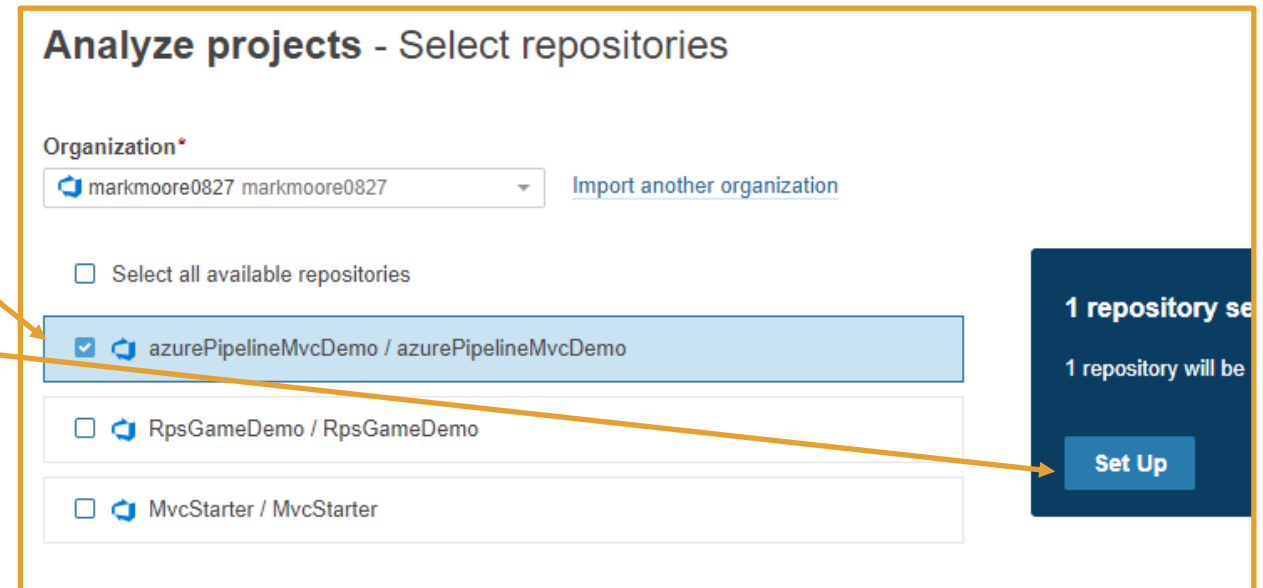 Analyze projects - Select repositories
Organization*
markmoore0827 markmoore0827
Import another organization
Select all available repositories
azurePipelineMvcDemo / azurePipelineMvcDemo
RpsGameDemo / RpsGameDemo
MvcStarter / MvcStarter
1 repository se
1 repository will be
Set Up